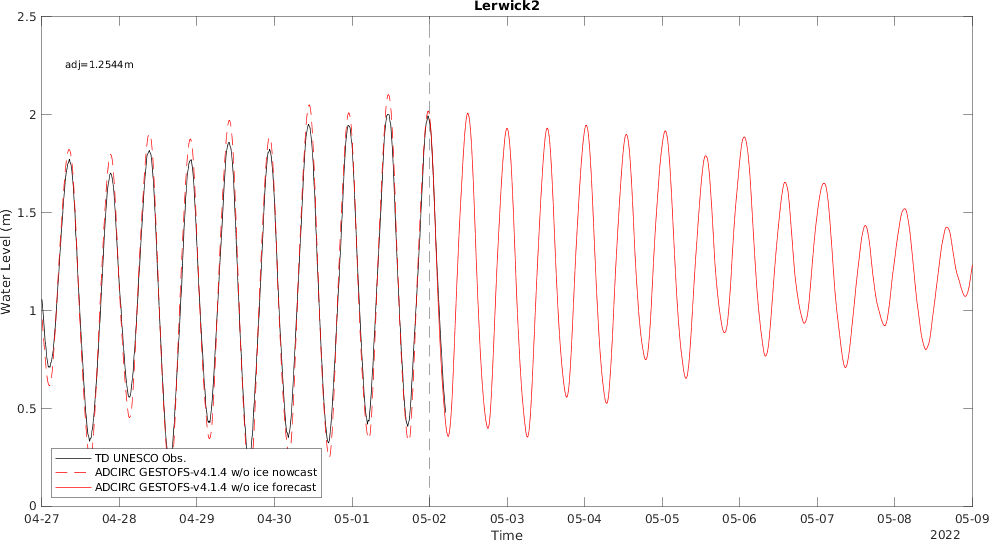 Lerwick2
2.5
adj=1.2544m
2
1.5
Water Level (m)
1
0.5
0
TD UNESCO Obs.
ADCIRC GESTOFS-v4.1.4 w/o ice nowcast
ADCIRC GESTOFS-v4.1.4 w/o ice forecast
04-27 04-28 04-29 04-30 05-01 05-02 05-03 05-04 05-05 05-06 05-07 05-08 05-09
Time
2022